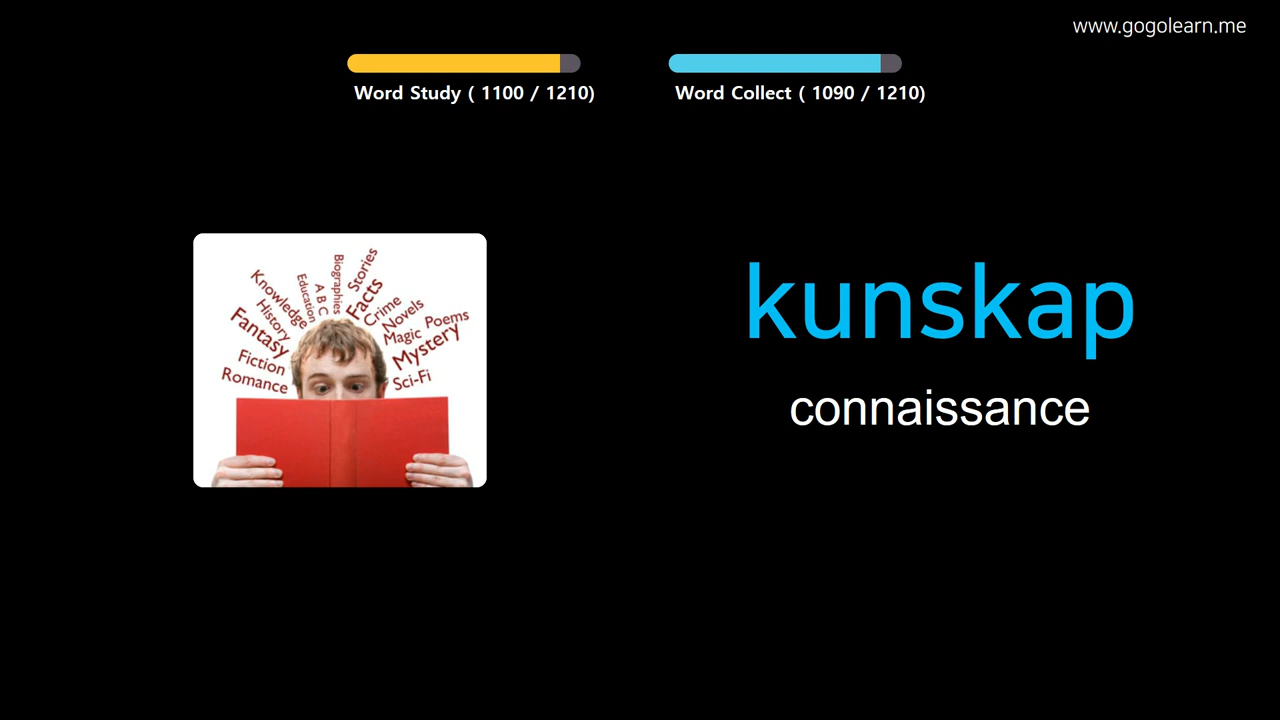 www.gogolearn.me
Word Study ( 1100 / 1210)
Word Collect ( 1090 / 1210)
Knowledge
History
Fantasy
Fiction
Romance
Education
A B C
Biographies
Stories
Facts
Crime
Novels
Magic
Poems
Mystery
Sci-Fi
kunskap
connaissance